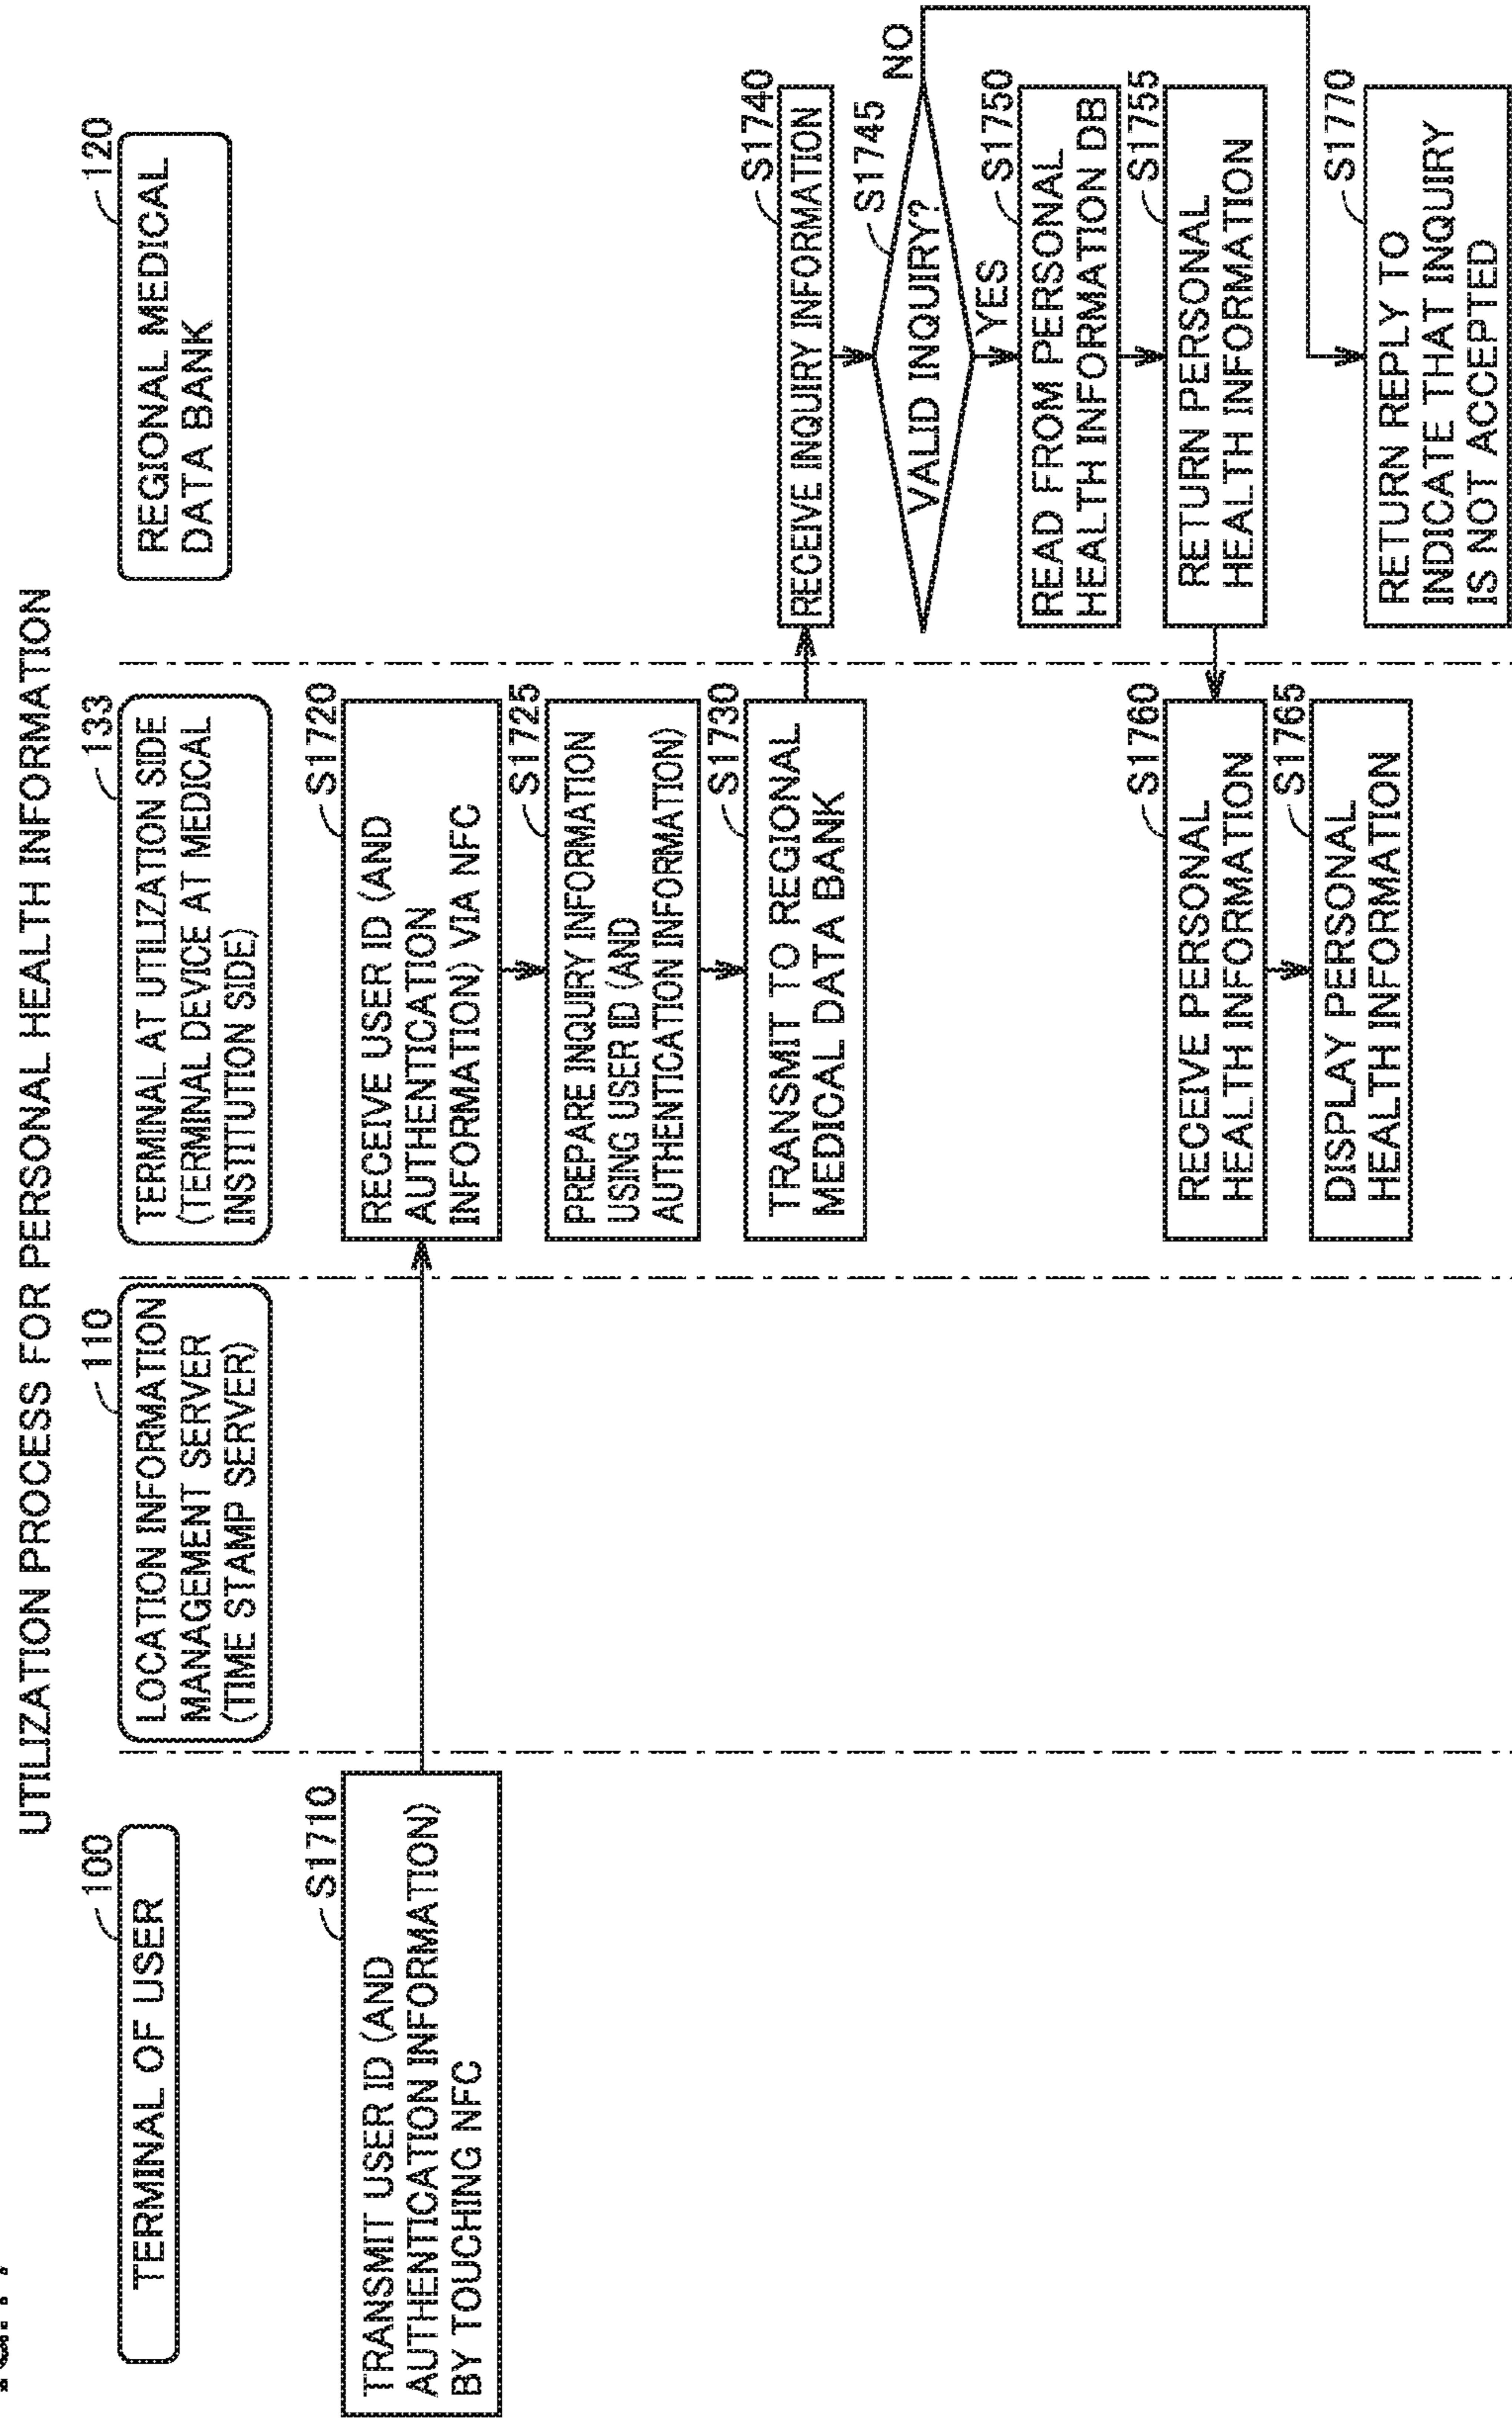 UTILIZATION PROCESS FOR PERSONAL HEALTH INFORMATION
100
TERMINAL OF USER
110
LOCATION INFORMATION
MANAGEMENT SERVER
(TIME STAMP SERVER)
133
TERMINAL AT UTILIZATION SIDE
(TERMINAL DEVICE AT MEDICAL
INSTITUTION SIDE)
120
REGIONAL MEDICAL
DATA BANK
S1710
TRANSMIT USER ID (AND
AUTHENTICATION INFORMATION)
BY TOUCHING NFC
S1720
RECEIVE USER ID (AND
AUTHENTICATION
INFORMATION) VIA NFC
S1725
PREPARE INQUIRY INFORMATION
USING USER ID (AND
AUTHENTICATION INFORMATION)
S1730
TRANSMIT TO REGIONAL
MEDICAL DATA BANK
S1740
RECEIVE INQUIRY INFORMATION
S1745
VALID INQUIRY?
NO
YES
S1750
READ FROM PERSONAL
HEALTH INFORMATION DB
S1755
RETURN PERSONAL
HEALTH INFORMATION
S1760
RECEIVE PERSONAL
HEALTH INFORMATION
S1765
DISPLAY PERSONAL
HEALTH INFORMATION
S1770
RETURN REPLY TO
INDICATE THAT INQUIRY
IS NOT ACCEPTED